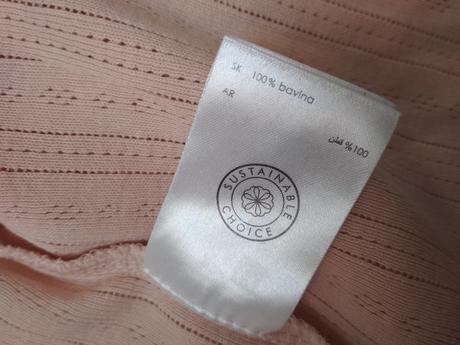 SK 100% bavlna
AR
100% قطن
SUSTAINABLE
CHOICE